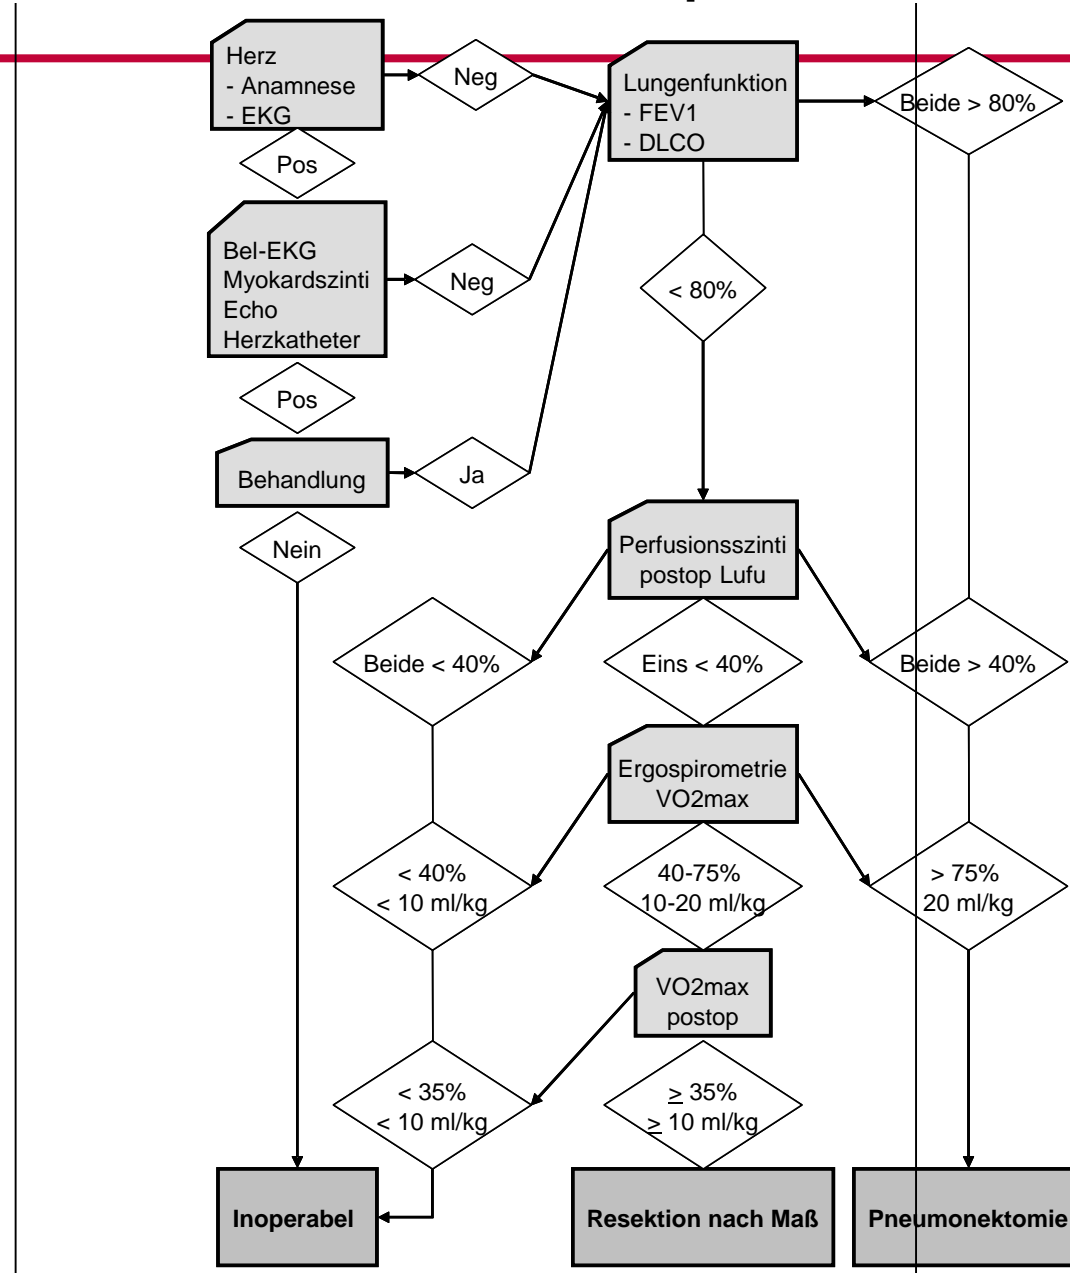 Herz
- Anamnese
- EKG
Neg
Lungenfunktion
- FEV1
- DLCO
Beide > 80%
Pos
Bel-EKG
Myokardszinti
Echo
Herzkatheter
Neg
< 80%
Pos
Behandlung
Ja
Nein
Perfusionsszinti
postop Lufu
Beide < 40%
Eins < 40%
Beide > 40%
Ergospirometrie
VO2max
< 40%
< 10 ml/kg
40-75%
10-20 ml/kg
> 75%
20 ml/kg
VO2max
postop
< 35%
< 10 ml/kg
≥ 35%
≥ 10 ml/kg
Inoperabel
Resektion nach Maß
Pneumonektomie